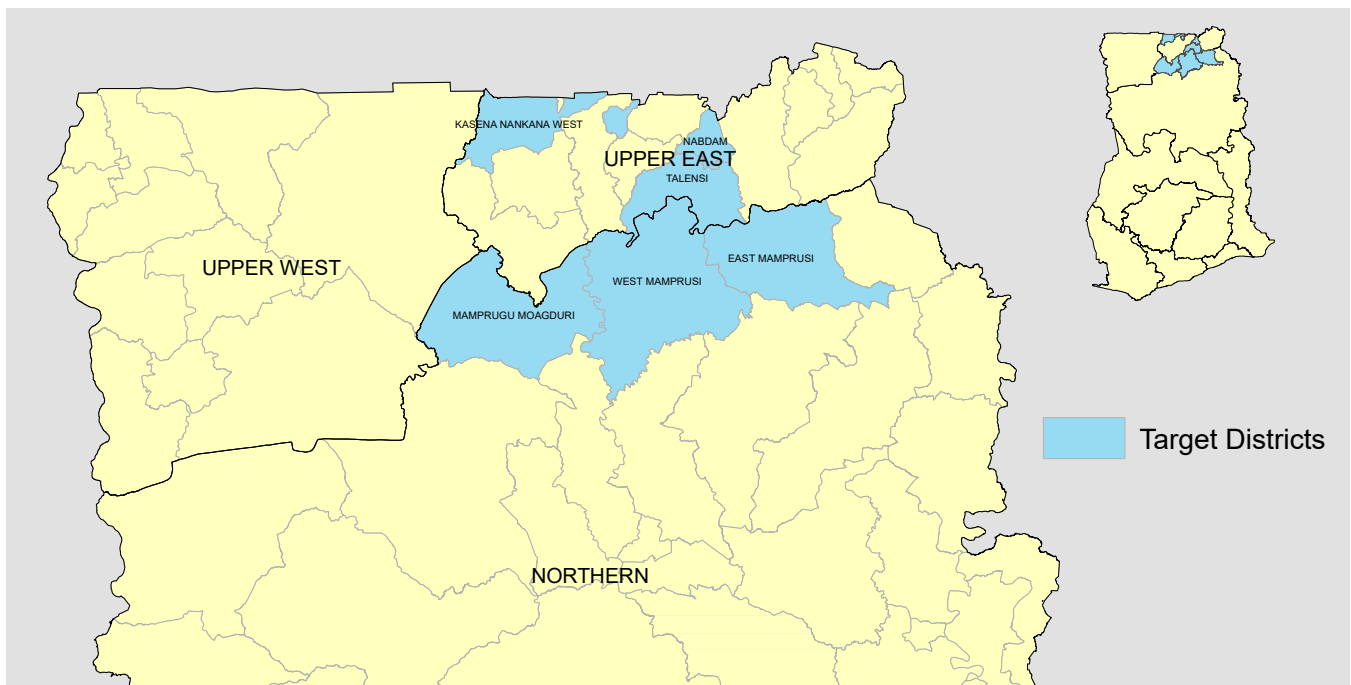 KASENA NANKANA WEST
NABDAM
UPPER EAST
TALENSI
UPPER WEST
EAST MAMPRUSI
WEST MAMPRUSI
MAMPRUGU MOAGDURI
Target Districts
NORTHERN